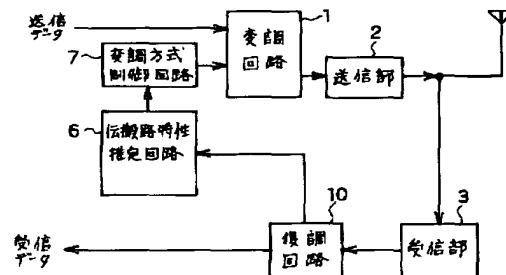 送信
データ
1
変調
回路
2
送信部
7
変調方式
制御回路
6
伝搬路特性
推定回路
10
復調
回路
3
受信部
受信
データ